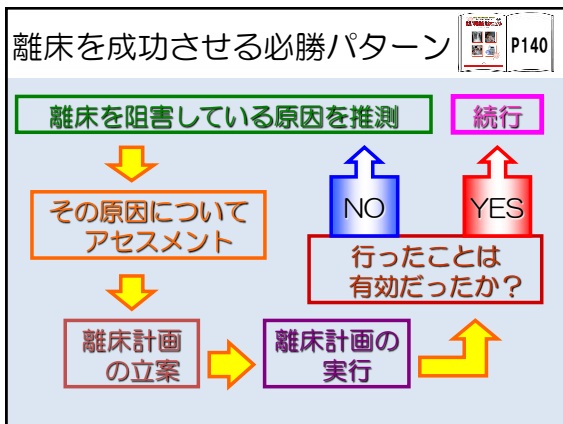 離床を成功させる必勝パターン
P140
離床を阻害している原因を推測
続行
その原因について
アセスメント
NO
YES
行ったことは
有効だったか？
離床計画
の立案
離床計画の
実行